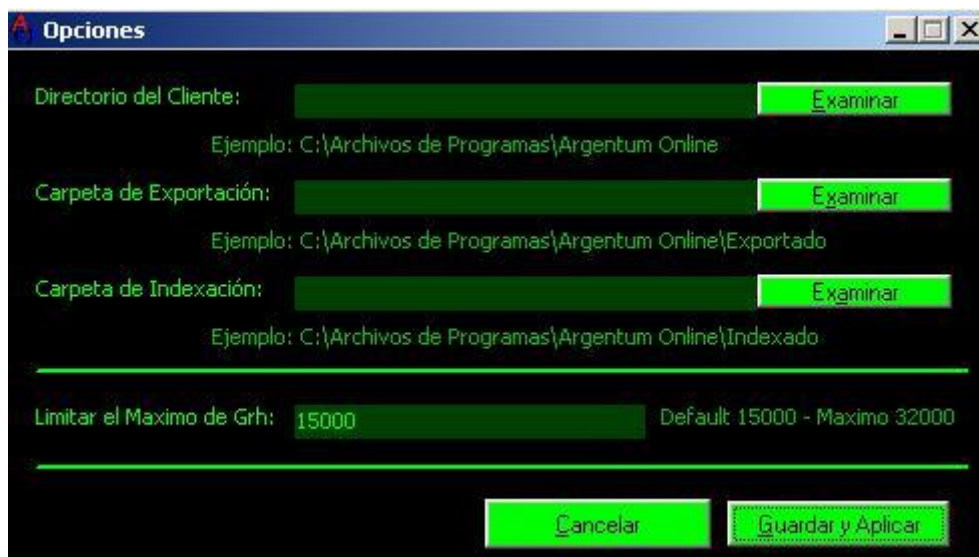 Opciones
Directorio del Cliente: Examinar
Ejemplo: C:\Archivos de Programas\Argentum Online
Carpeta de Exportación: Examinar
Ejemplo: C:\Archivos de Programas\Argentum Online\Exportado
Carpeta de Indexación: Examinar
Ejemplo: C:\Archivos de Programas\Argentum Online\Indexado
Limitar el Maximo de Grh: 15000 Default 15000 - Maximo 32000
Cancelar Guardar y Aplicar